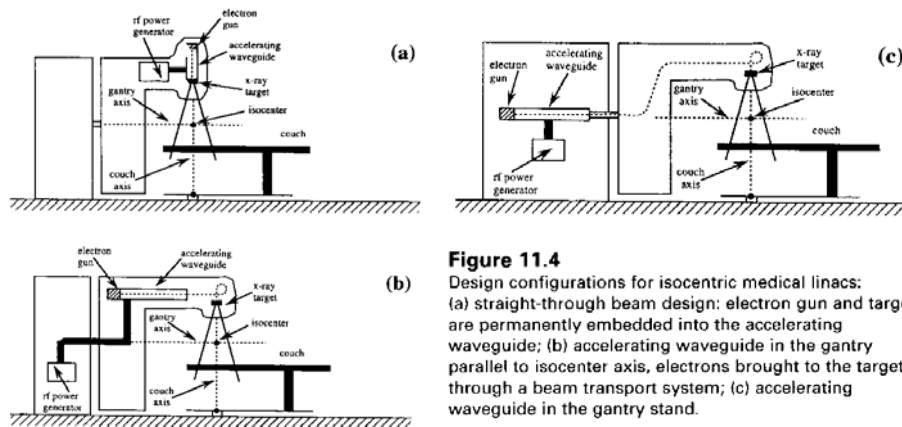 electron
gun
rf power
generator
accelerating
waveguide
(a)
x-ray
target
gantry
axis
isocenter
couch
couch
axis
electron
gun
accelerating
waveguide
(c)
x-ray
target
gantry
axis
isocenter
couch
rf power
generator
couch
axis
electron
gun
accelerating
waveguide
(b)
x-ray
target
gantry
axis
isocenter
couch
rf power
generator
couch
axis
Figure 11.4
Design configurations for isocentric medical linacs:
(a) straight-through beam design: electron gun and targe
are permanently embedded into the accelerating
waveguide; (b) accelerating waveguide in the gantry
parallel to isocenter axis, electrons brought to the target
through a beam transport system; (c) accelerating
waveguide in the gantry stand.